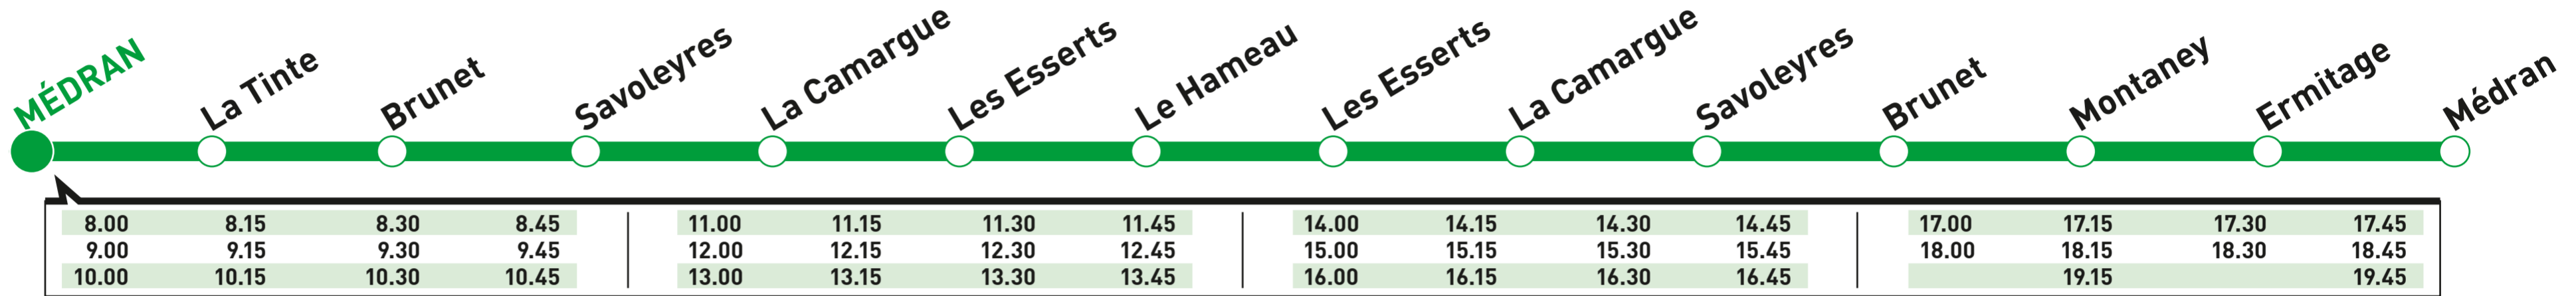 MÉDRAN
La Tinte
Brunet
Savoleyres
La Camargue
Les Esserts
Le Hameau
Les Esserts
La Camargue
Savoleyres
Brunet
Montaney
Ermitage
Médran
8.00 8.15 8.30 8.45 11.00 11.15 11.30 11.45 14.00 14.15 14.30 14.45 17.00 17.15 17.30 17.45
9.00 9.15 9.30 9.45 12.00 12.15 12.30 12.45 15.00 15.15 15.30 15.45 18.00 18.15 18.30 18.45
10.00 10.15 10.30 10.45 13.00 13.15 13.30 13.45 16.00 16.15 16.30 16.45 19.15 19.45